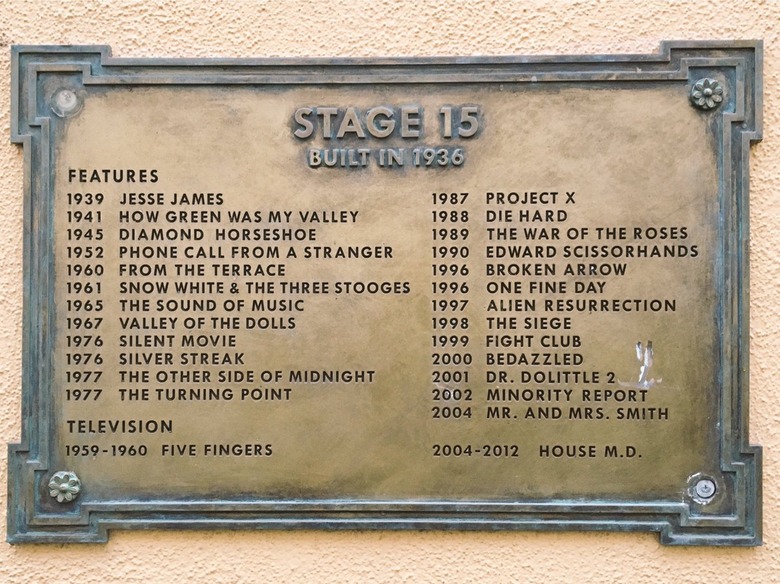 STAGE 15
BUILT IN 1936
FEATURES
1939 JESSE JAMES
1941 HOW GREEN WAS MY VALLEY
1945 DIAMOND HORSESHOE
1952 PHONE CALL FROM A STRANGER
1960 FROM THE TERRACE
1961 SNOW WHITE & THE THREE STOOGES
1965 THE SOUND OF MUSIC
1967 VALLEY OF THE DOLLS
1976 SILENT MOVIE
1976 SILVER STREAK
1977 THE OTHER SIDE OF MIDNIGHT
1977 THE TURNING POINT
1987 PROJECT X
1988 DIE HARD
1989 THE WAR OF THE ROSES
1990 EDWARD SCISSORHANDS
1996 BROKEN ARROW
1996 ONE FINE DAY
1997 ALIEN RESURRECTION
1998 THE SIEGE
1999 FIGHT CLUB
2000 BEDAZZLED
2001 DR. DOLITTLE 2
2002 MINORITY REPORT
2004 MR. AND MRS. SMITH
TELEVISION
1959-1960 FIVE FINGERS
2004-2012 HOUSE M.D.